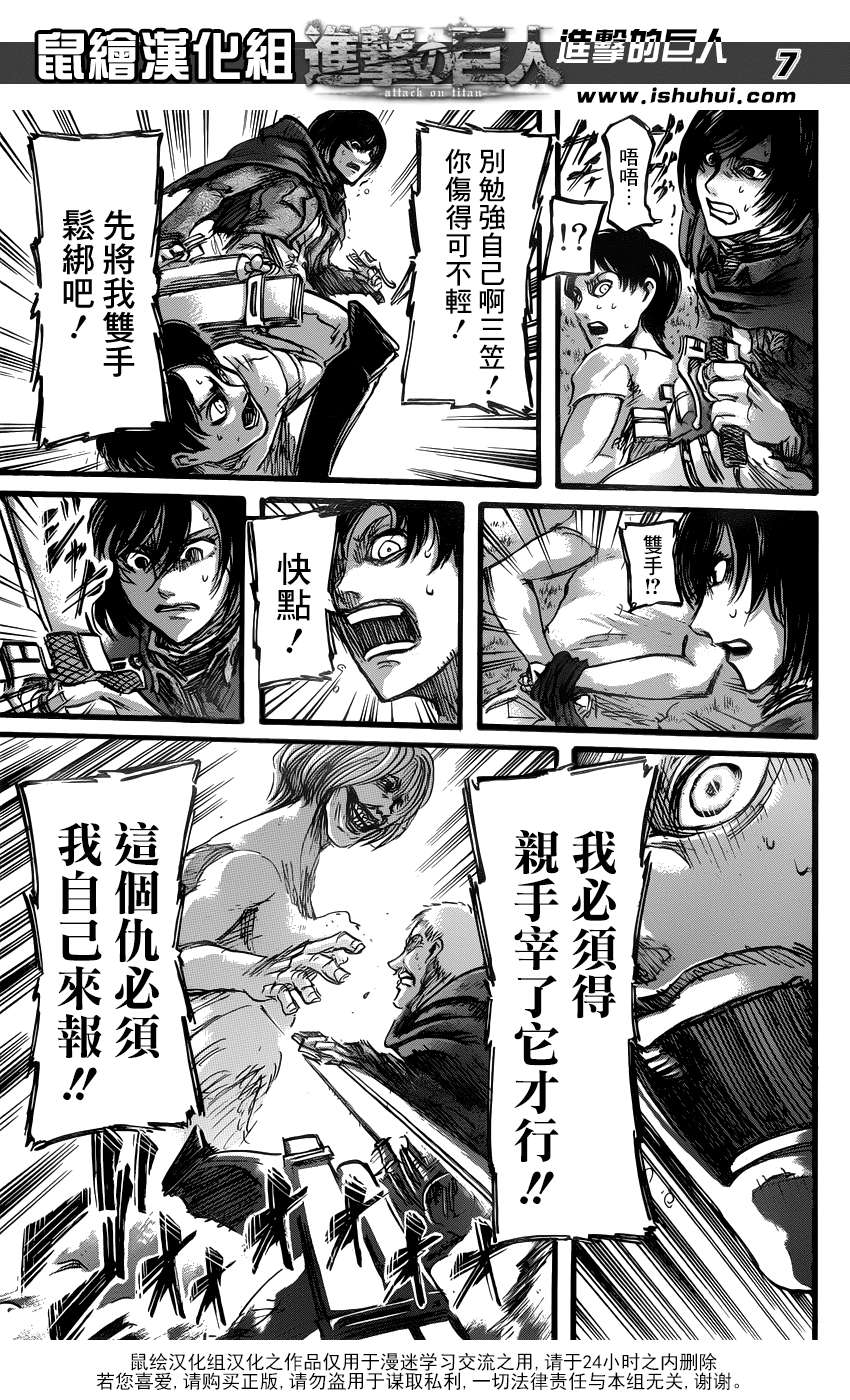 鼠繪漢化組
進撃の巨人
attack on titan
進擊的巨人
www.ishuhui.com
7
唔唔…
!?
別勉強自己啊三笠！
你傷得可不輕！
先將我雙手
鬆綁吧！
雙手!?
快點！
我必須得
親手宰了它才行!!
這個仇必須
我自己來報!!
鼠绘汉化组汉化之作品仅用于漫迷学习交流之用, 请于24小时之内删除
若您喜爱, 请购买正版, 请勿用于谋取私利, 一切法律责任与本组无关, 谢谢。